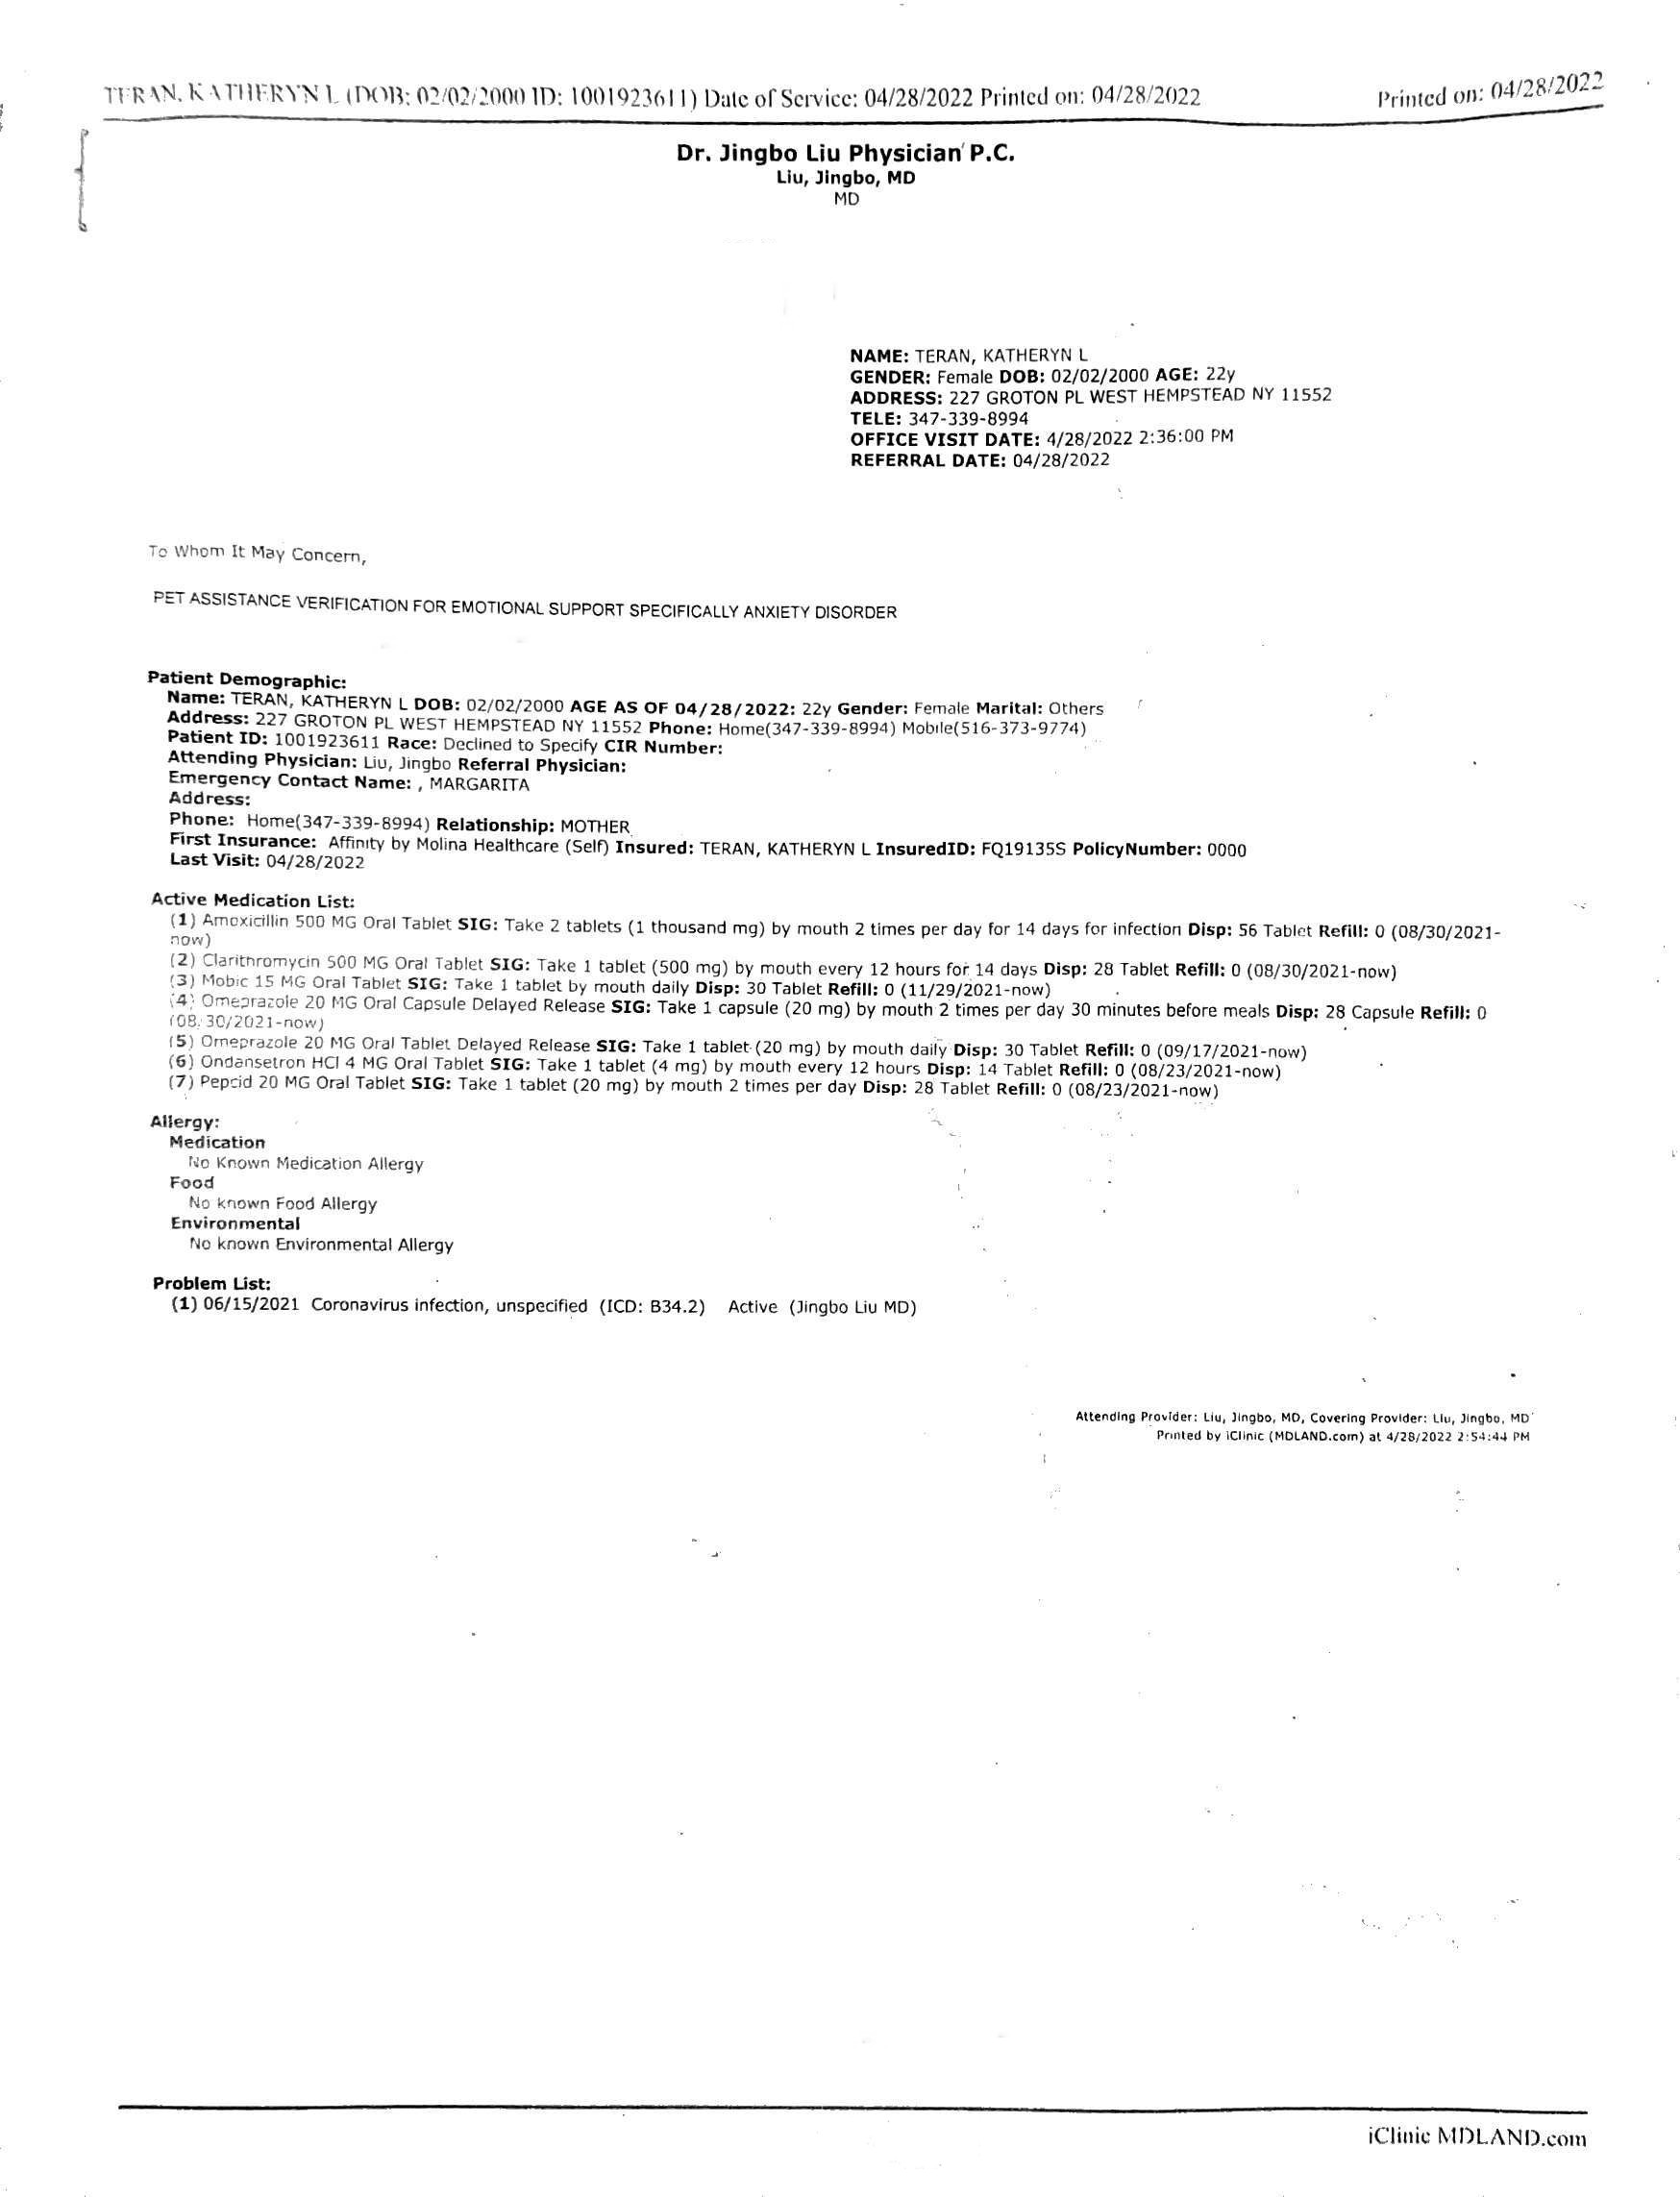 TERAN, KATHERYN L (DOB: 02/02/2000 ID: 1001923611) Date of Service: 04/28/2022 Printed on: 04/28/2022 Printed on: 04/28/2022
Dr. Jingbo Liu Physician P.C.
Liu, Jingbo, MD
MD
NAME: TERAN, KATHERYN L
GENDER: Female DOB: 02/02/2000 AGE: 22y
ADDRESS: 227 GROTON PL WEST HEMPSTEAD NY 11552
TELE: 347-339-8994
OFFICE VISIT DATE: 4/28/2022 2:36:00 PM
REFERRAL DATE: 04/28/2022
To Whom It May Concern,
PET ASSISTANCE VERIFICATION FOR EMOTIONAL SUPPORT SPECIFICALLY ANXIETY DISORDER
Patient Demographic:
Name: TERAN, KATHERYN L DOB: 02/02/2000 AGE AS OF 04/28/2022: 22y Gender: Female Marital: Others
Address: 227 GROTON PL WEST HEMPSTEAD NY 11552 Phone: Home(347-339-8994) Mobile(516-373-9774)
Patient ID: 1001923611 Race: Declined to Specify CIR Number:
Attending Physician: Liu, Jingbo Referral Physician:
Emergency Contact Name: , MARGARITA
Address:
Phone: Home(347-339-8994) Relationship: MOTHER
First Insurance: Affinity by Molina Healthcare (Self) Insured: TERAN, KATHERYN L InsuredID: FQ19135S PolicyNumber: 0000
Last Visit: 04/28/2022
Active Medication List:
(1) Amoxicillin 500 MG Oral Tablet SIG: Take 2 tablets (1 thousand mg) by mouth 2 times per day for 14 days for infection Disp: 56 Tablet Refill: 0 (08/30/2021-
now)
(2) Clarithromycin 500 MG Oral Tablet SIG: Take 1 tablet (500 mg) by mouth every 12 hours for 14 days Disp: 28 Tablet Refill: 0 (08/30/2021-now)
(3) Mobic 15 MG Oral Tablet SIG: Take 1 tablet by mouth daily Disp: 30 Tablet Refill: 0 (11/29/2021-now)
(4) Omeprazole 20 MG Oral Capsule Delayed Release SIG: Take 1 capsule (20 mg) by mouth 2 times per day 30 minutes before meals Disp: 28 Capsule Refill: 0
(08/30/2021-now)
(5) Omeprazole 20 MG Oral Tablet Delayed Release SIG: Take 1 tablet (20 mg) by mouth daily Disp: 30 Tablet Refill: 0 (09/17/2021-now)
(6) Ondansetron HCl 4 MG Oral Tablet SIG: Take 1 tablet (4 mg) by mouth every 12 hours Disp: 14 Tablet Refill: 0 (08/23/2021-now)
(7) Pepcid 20 MG Oral Tablet SIG: Take 1 tablet (20 mg) by mouth 2 times per day Disp: 28 Tablet Refill: 0 (08/23/2021-now)
Allergy:
Medication
No Known Medication Allergy
Food
No known Food Allergy
Environmental
No known Environmental Allergy
Problem List:
(1) 06/15/2021 Coronavirus infection, unspecified (ICD: B34.2) Active (Jingbo Liu MD)
Attending Provider: Liu, Jingbo, MD, Covering Provider: Liu, Jingbo, MD
Printed by iClinic (MDLAND.com) at 4/28/2022 2:54:44 PM
iClinic MDLAND.com